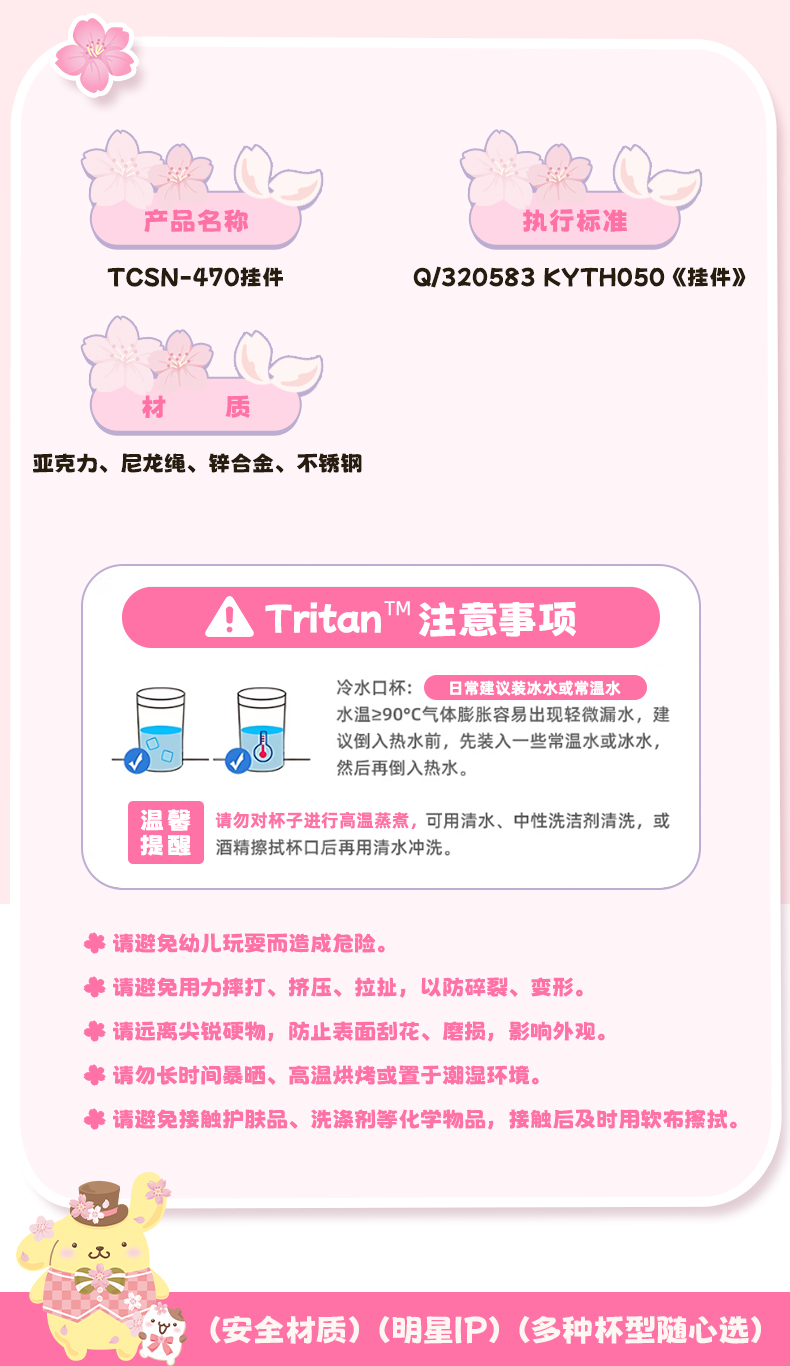 产品名称
执行标准
TCSN-470挂件
Q/320583 KYTH050《挂件》
材 质
亚克力、尼龙绳、锌合金、不锈钢
Tritan™注意事项
冷水口杯： 日常建议装冰水或常温水
水温≥90°C气体膨胀容易出现轻微漏水，建
议倒入热水前，先装入一些常温水或冰水，
然后再倒入热水。
温馨
提醒
请勿对杯子进行高温蒸煮，可用清水、中性洗洁剂清洗，或
酒精擦拭杯口后再用清水冲洗。
请避免幼儿玩耍而造成危险。
请避免用力摔打、挤压、拉扯，以防碎裂、变形。
请远离尖锐硬物，防止表面刮花、磨损，影响外观。
请勿长时间暴晒、高温烘烤或置于潮湿环境。
请避免接触护肤品、洗涤剂等化学物品，接触后及时用软布擦拭。
（安全材质）（明星IP）（多种杯型随心选）